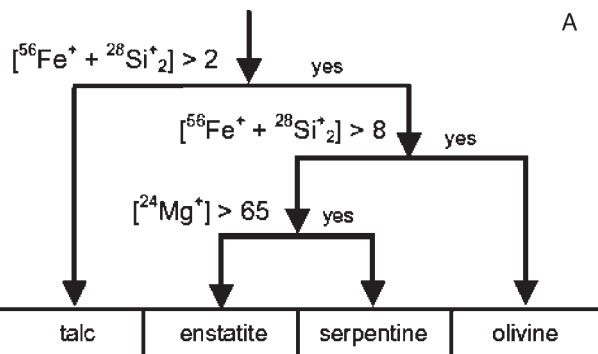 A
[⁵⁶Fe⁺ + ²⁸Si⁺₂] > 2 yes
[⁵⁶Fe⁺ + ²⁸Si⁺₂] > 8 yes
[²⁴Mg⁺] > 65 yes
talc enstatite serpentine olivine